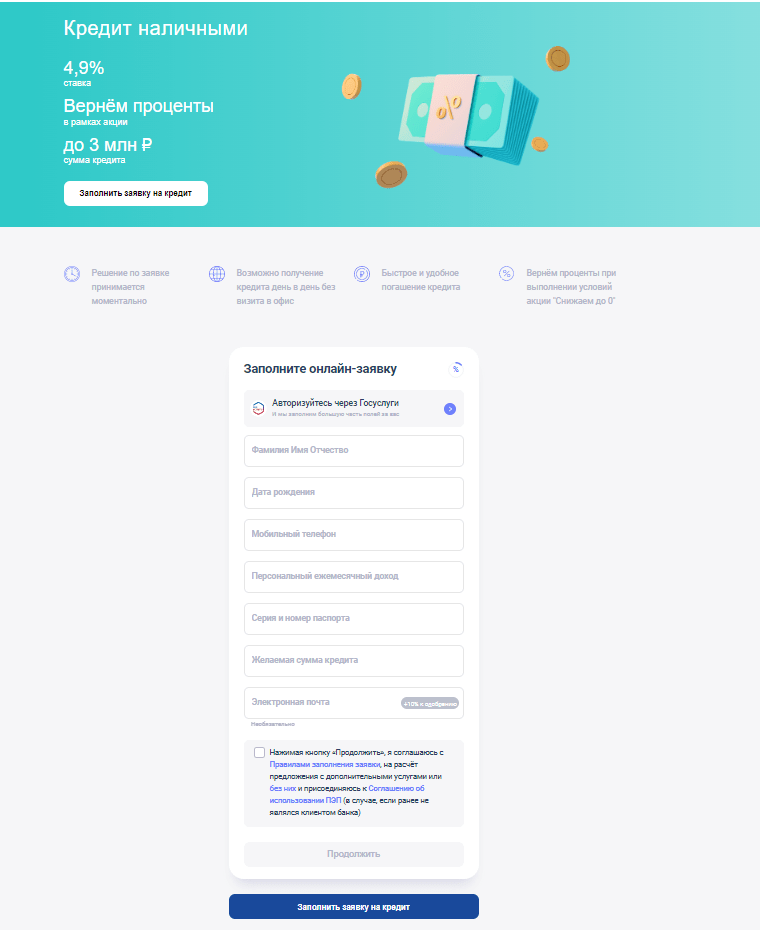 Кредит наличными
4,9%
ставка
Вернём проценты
в рамках акции
до 3 млн ₽
сумма кредита
Заполнить заявку на кредит
Решение по заявке
принимается
моментально
Возможно получение
кредита день в день без
визита в офис
Быстрое и удобное
погашение кредита
Вернём проценты при
выполнении условий
акции "Снижаем до 0"
Заполните онлайн-заявку
Авторизуйтесь через Госуслуги
И мы заполним большую часть полей за вас
Фамилия Имя Отчество
Дата рождения
Мобильный телефон
Персональный ежемесячный доход
Серия и номер паспорта
Желаемая сумма кредита
Электронная почта
+10% к одобрению
Необязательно
Нажимая кнопку «Продолжить», я соглашаюсь с
Правилами заполнения заявки, на расчёт
предложения с дополнительными услугами или
без них и присоединяюсь к Соглашению об
использовании ПЭП (в случае, если ранее не
являлся клиентом банка)
Продолжить
Заполнить заявку на кредит